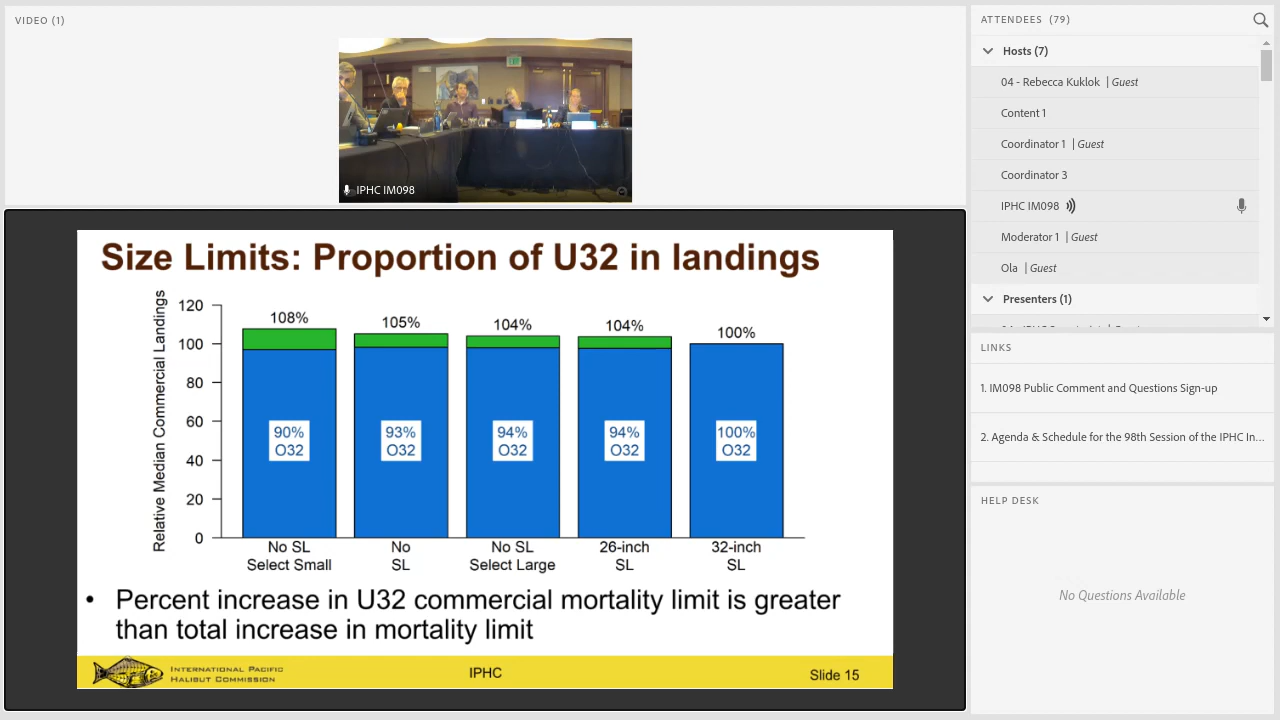 VIDEO (1)
IPHC IM098
Size Limits: Proportion of U32 in landings
Relative Median Commercial Landings
120
100
80
60
40
20
0
108%
105%
104%
104%
100%
90%
O32
93%
O32
94%
O32
94%
O32
100%
O32
No SL
Select Small
No
SL
No SL
Select Large
26-inch
SL
32-inch
SL
• Percent increase in U32 commercial mortality limit is greater
than total increase in mortality limit
INTERNATIONAL PACIFIC
HALIBUT COMMISSION
IPHC
Slide 15
ATTENDEES (79)
Hosts (7)
04 - Rebecca Kuklok | Guest
Content 1
Coordinator 1 | Guest
Coordinator 3
IPHC IM098
Moderator 1 | Guest
Ola | Guest
Presenters (1)
LINKS
1. IM098 Public Comment and Questions Sign-up
2. Agenda & Schedule for the 98th Session of the IPHC In...
HELP DESK
No Questions Available